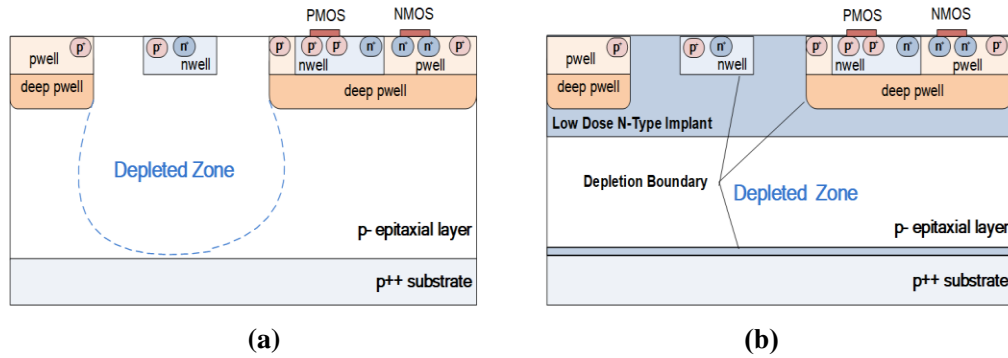 PMOS NMOS
p+ p+ n+ p+ p+ p+ n+ n+ n+ p+
pwell nwell nwell pwell
deep pwell deep pwell
Depleted Zone
p- epitaxial layer
p++ substrate
(a)
PMOS NMOS
p+ p+ n+ p+ p+ p+ n+ n+ n+ p+
pwell nwell nwell pwell
deep pwell deep pwell
Low Dose N-Type Implant
Depletion Boundary
Depleted Zone
p- epitaxial layer
p++ substrate
(b)